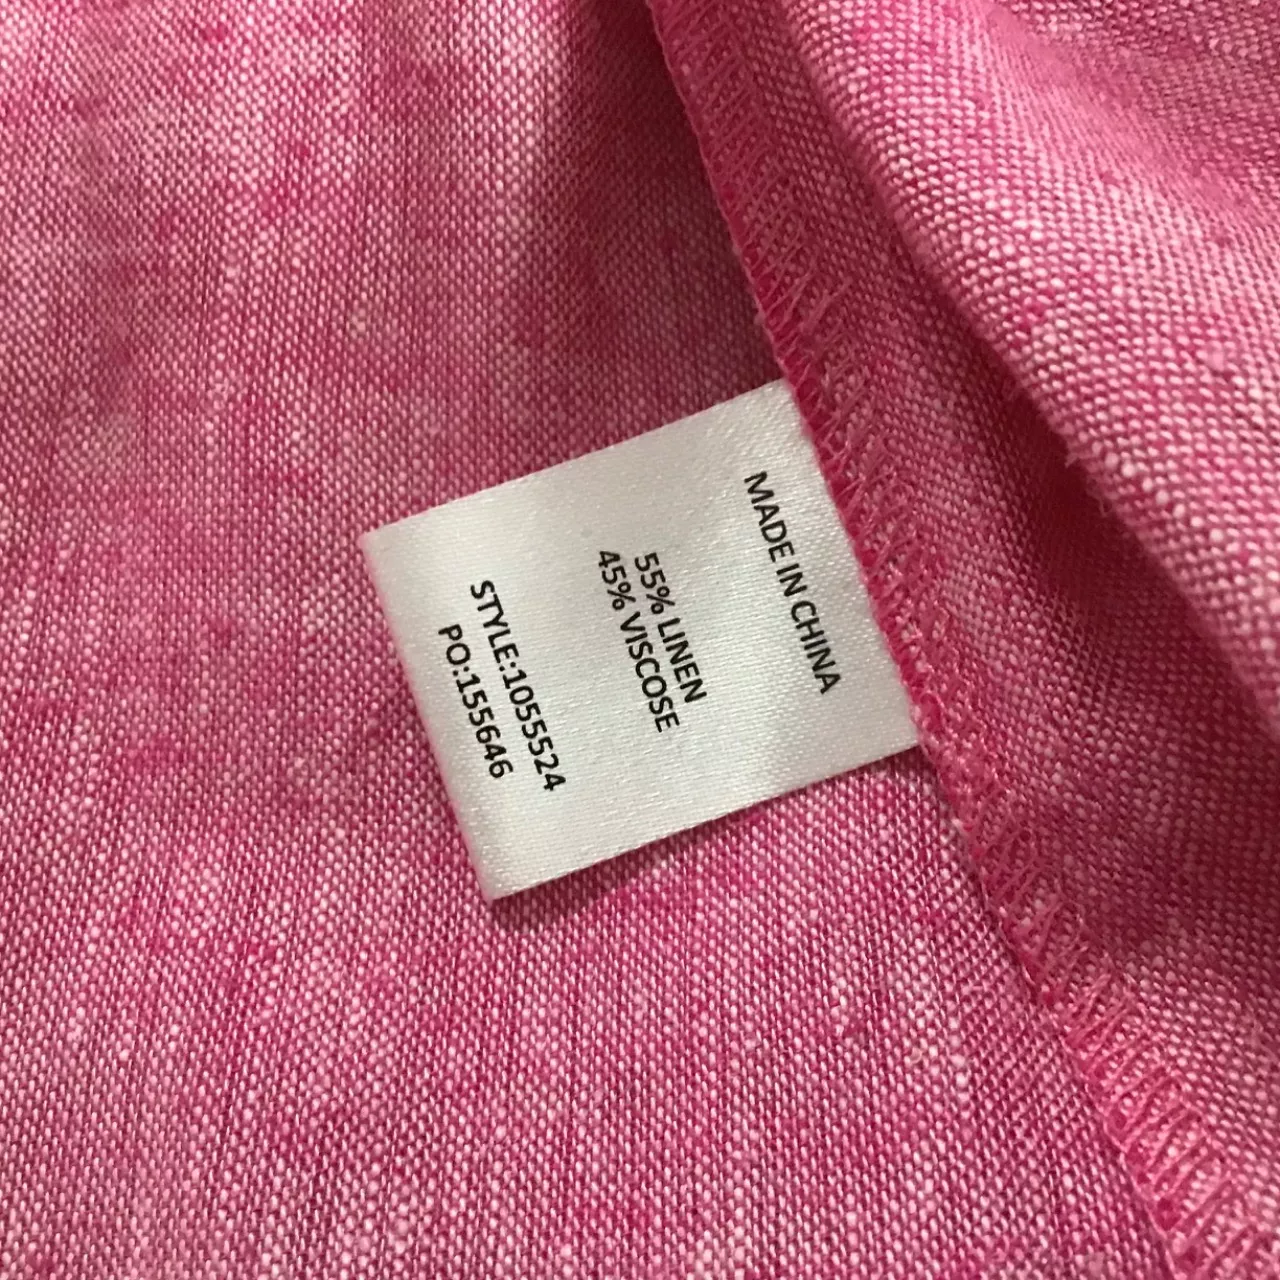 MADE IN CHINA
55% LINEN
45% VISCOSE
STYLE:1055524
PO:155646